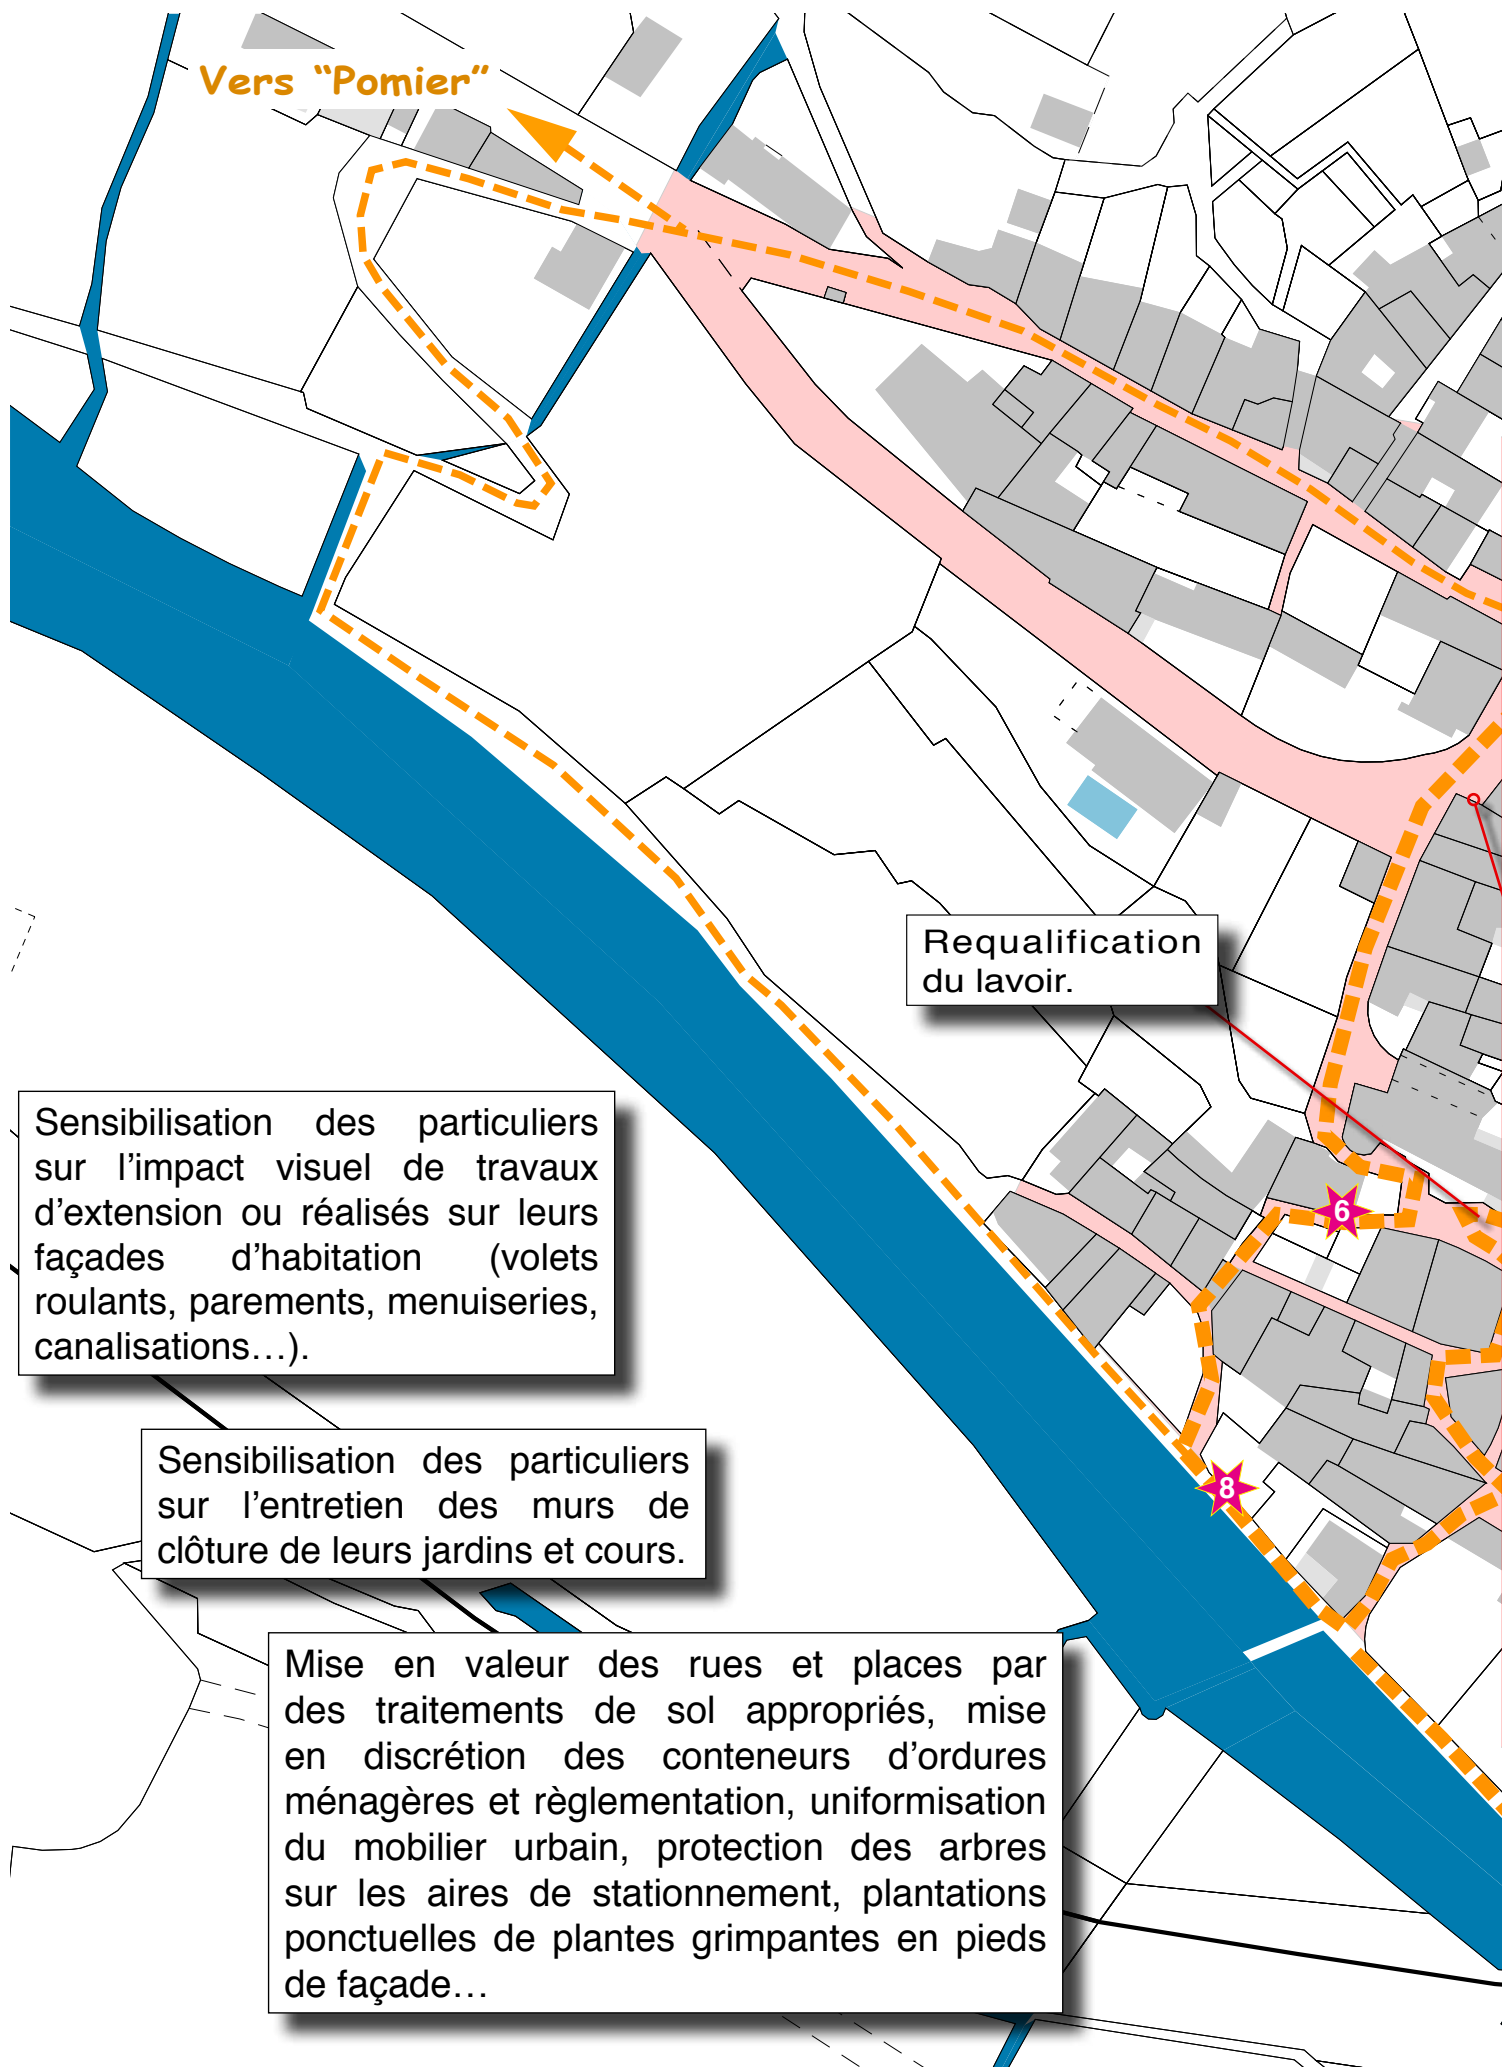 Vers “Pomier”
Requalification
du lavoir.
Sensibilisation des particuliers
sur l’impact visuel de travaux
d’extension ou réalisés sur leurs
façades d’habitation (volets
roulants, parements, menuiseries,
canalisations…).
6
Sensibilisation des particuliers
sur l’entretien des murs de
clôture de leurs jardins et cours.
8
Mise en valeur des rues et places par
des traitements de sol appropriés, mise
en discrétion des conteneurs d’ordures
ménagères et règlementation, uniformisation
du mobilier urbain, protection des arbres
sur les aires de stationnement, plantations
ponctuelles de plantes grimpantes en pieds
de façade…